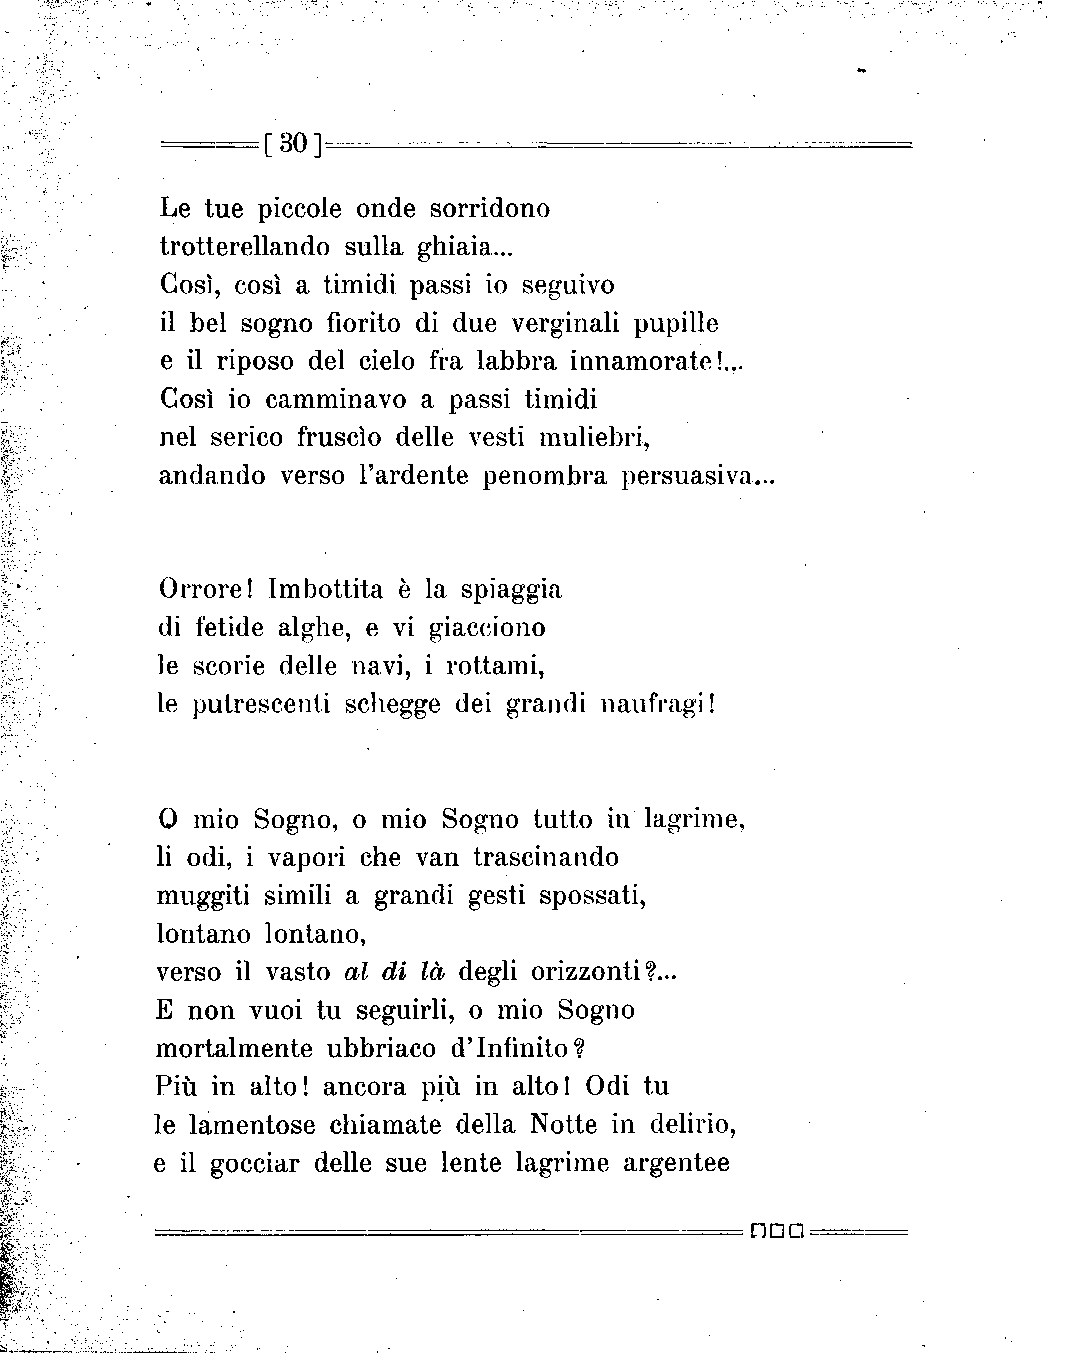 [ 30 ]
Le tue piccole onde sorridono
trotterellando sulla ghiaia...
Così, così a timidi passi io seguivo
il bel sogno fiorito di due verginali pupille
e il riposo del cielo fra labbra innamorate!...
Così io camminavo a passi timidi
nel serico fruscìo delle vesti muliebri,
andando verso l'ardente penombra persuasiva...
Orrore! Imbottita è la spiaggia
di fetide alghe, e vi giacciono
le scorie delle navi, i rottami,
le putrescenti schegge dei grandi naufragi!
O mio Sogno, o mio Sogno tutto in lagrime,
li odi, i vapori che van trascinando
muggiti simili a grandi gesti spossati,
lontano lontano,
verso il vasto al di là degli orizzonti?...
E non vuoi tu seguirli, o mio Sogno
mortalmente ubbriaco d'Infinito?
Più in alto! ancora più in alto! Odi tu
le lamentose chiamate della Notte in delirio,
e il gocciar delle sue lente lagrime argentee